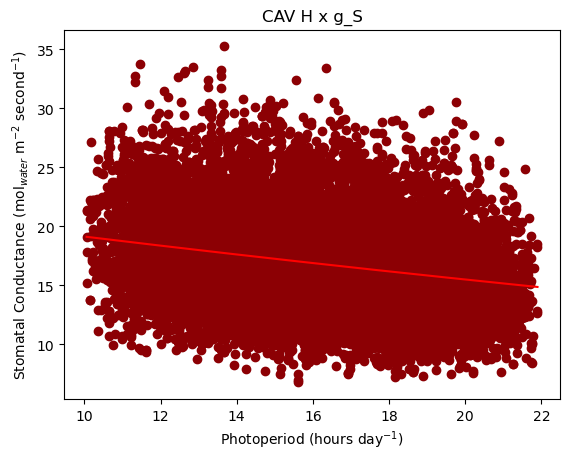 CAV H x g_S
Stomatal Conductance (mol_water m⁻² second⁻¹)
35
30
25
20
15
10
10 12 14 16 18 20 22
Photoperiod (hours day⁻¹)